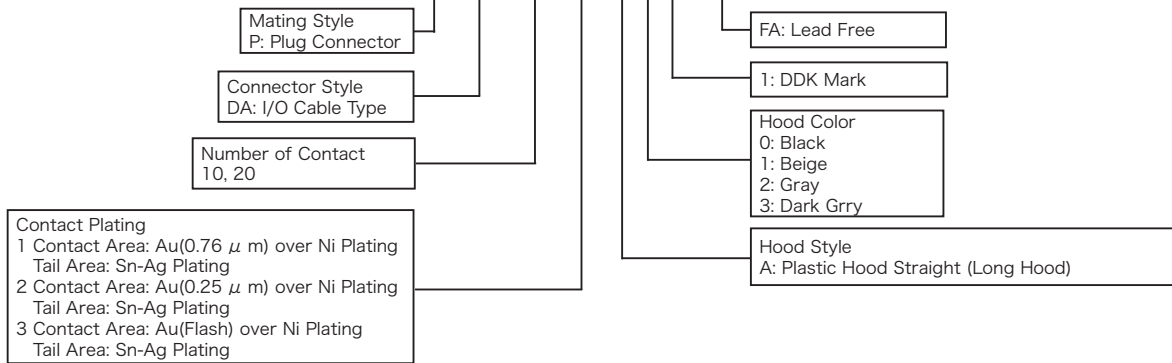 Mating Style
P: Plug Connector
Connector Style
DA: I/O Cable Type
Number of Contact
10, 20
Contact Plating
1 Contact Area: Au(0.76 μ m) over Ni Plating
Tail Area: Sn-Ag Plating
2 Contact Area: Au(0.25 μ m) over Ni Plating
Tail Area: Sn-Ag Plating
3 Contact Area: Au(Flash) over Ni Plating
Tail Area: Sn-Ag Plating
FA: Lead Free
1: DDK Mark
Hood Color
0: Black
1: Beige
2: Gray
3: Dark Grry
Hood Style
A: Plastic Hood Straight (Long Hood)